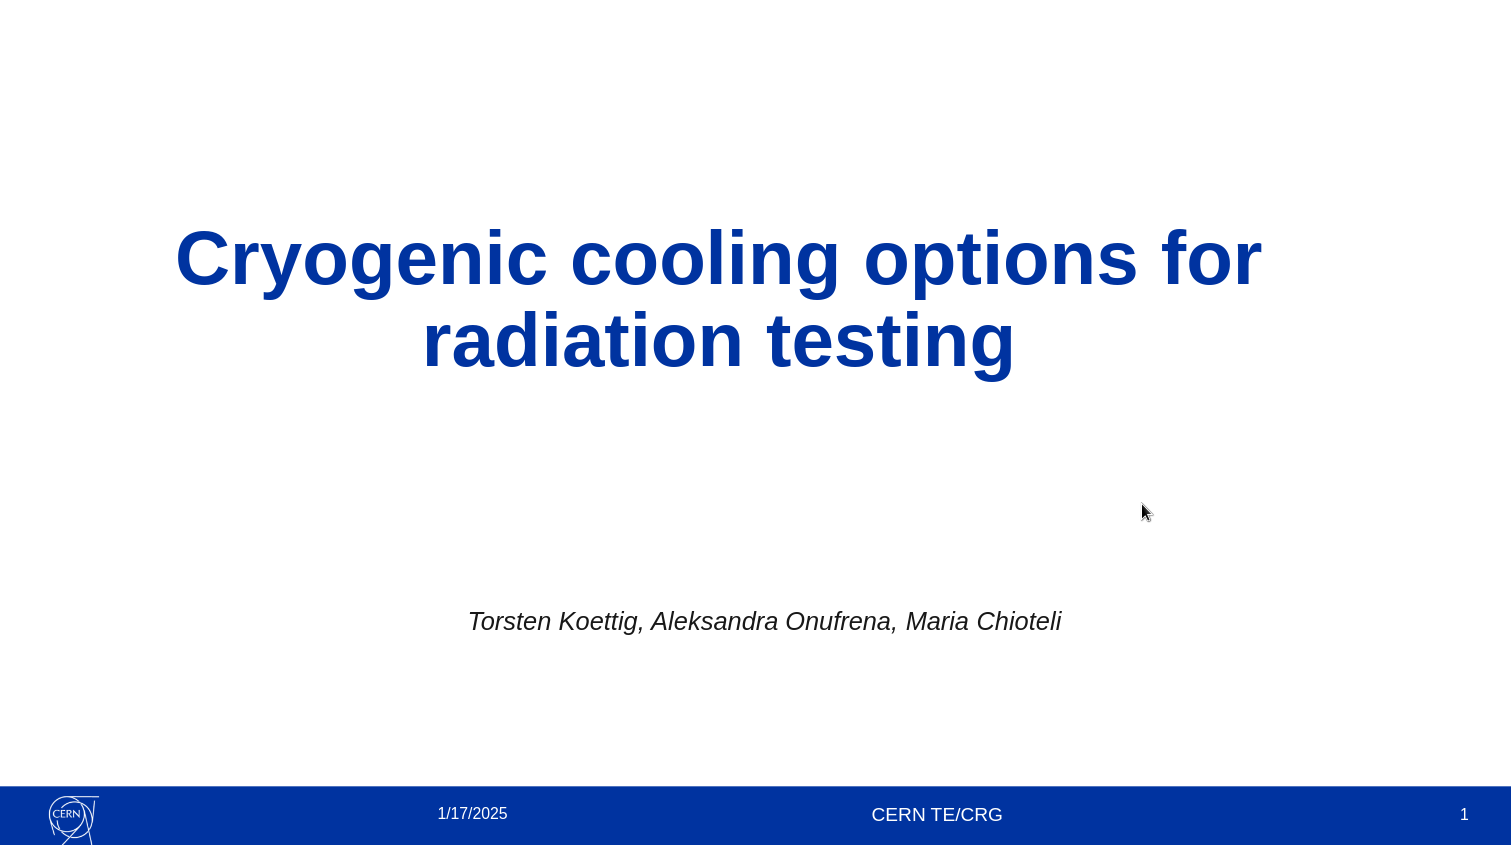 Cryogenic cooling options for
radiation testing
Torsten Koettig, Aleksandra Onufrena, Maria Chioteli
CERN
1/17/2025
CERN TE/CRG
1